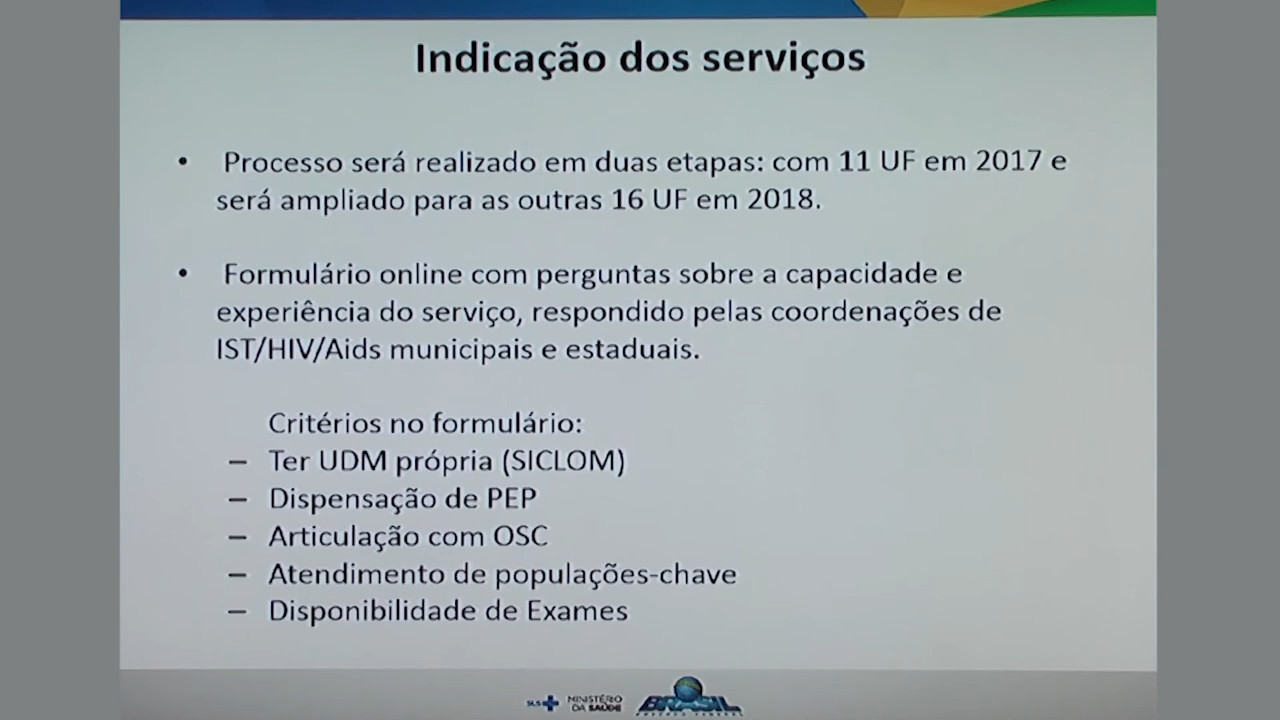 Indicação dos serviços
• Processo será realizado em duas etapas: com 11 UF em 2017 e
será ampliado para as outras 16 UF em 2018.
• Formulário online com perguntas sobre a capacidade e
experiência do serviço, respondido pelas coordenações de
IST/HIV/Aids municipais e estaduais.
Critérios no formulário:
– Ter UDM própria (SICLOM)
– Dispensação de PEP
– Articulação com OSC
– Atendimento de populações-chave
– Disponibilidade de Exames
SUS
MINISTÉRIO
DA SAÚDE
BRASIL
GOVERNO FEDERAL